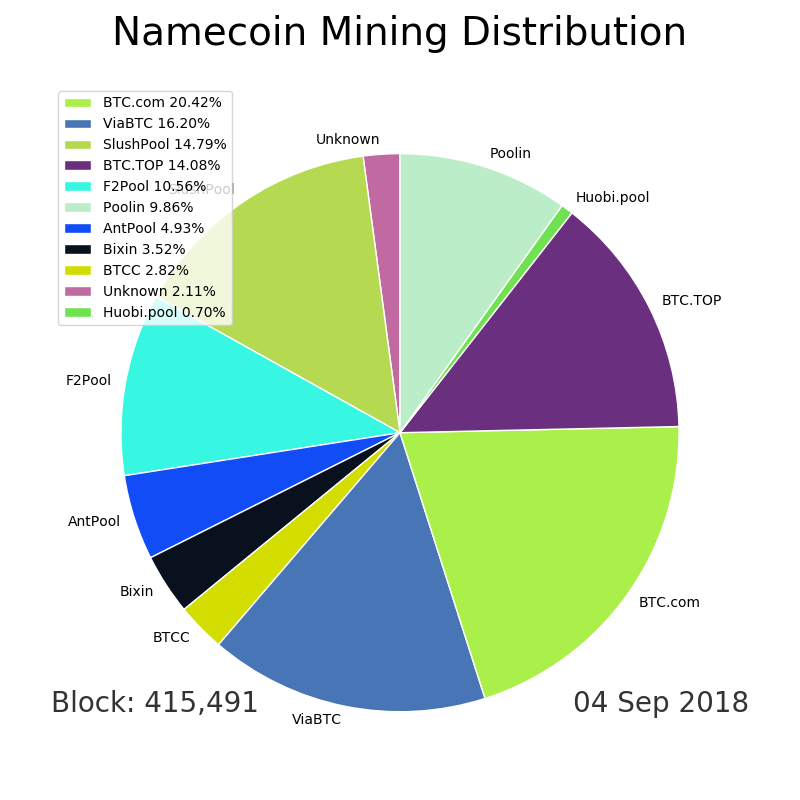 Namecoin Mining Distribution
BTC.com 20.42%
ViaBTC 16.20%
SlushPool 14.79%
BTC.TOP 14.08%
F2Pool 10.56%
Poolin 9.86%
AntPool 4.93%
Bixin 3.52%
BTCC 2.82%
Unknown 2.11%
Huobi.pool 0.70%
Unknown
Poolin
Huobi.pool
SlushPool
BTC.TOP
F2Pool
AntPool
Bixin
BTC.com
BTCC
ViaBTC
Block: 415,491
04 Sep 2018